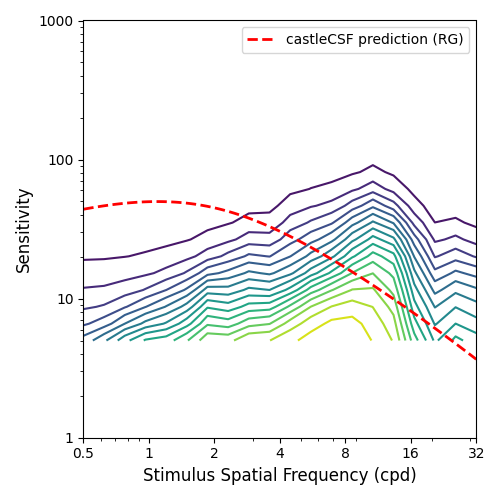 1000
castleCSF prediction (RG)
100
Sensitivity
10
1
0.5 1 2 4 8 16 32
Stimulus Spatial Frequency (cpd)